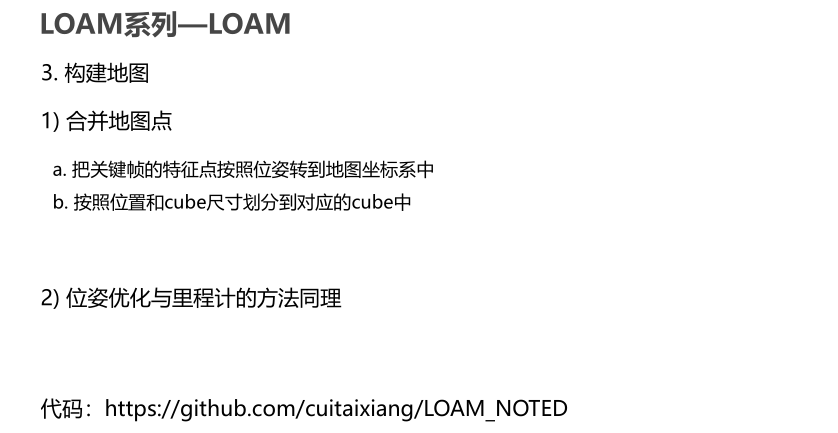 LOAM系列—LOAM
3. 构建地图
1) 合并地图点
a. 把关键帧的特征点按照位姿转到地图坐标系中
b. 按照位置和cube尺寸划分到对应的cube中
2) 位姿优化与里程计的方法同理
代码：https://github.com/cuitaixiang/LOAM_NOTED